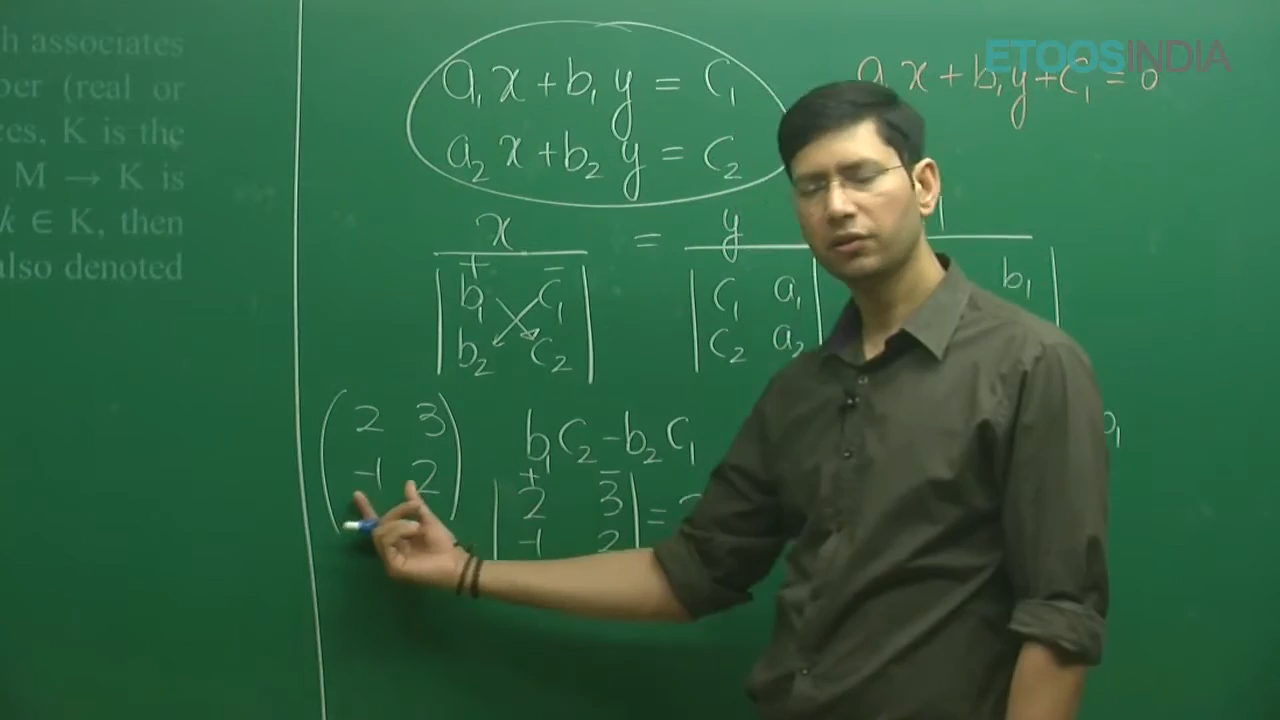 h associates
ber (real or
ces, K is the
M → K is
k ∈ K, then
also denoted
ETOOSINDIA
a₁x + b₁y = c₁
a₂x + b₂y = c₂
a₁x + b₁y + c₁ = 0
x = y 1
+ −
b₁ c₁ c₁ a₁ b₁
b₂ c₂ c₂ a₂
2 3
-1 2
b₁c₂ - b₂c₁
+ −
2 3 =
-1 2